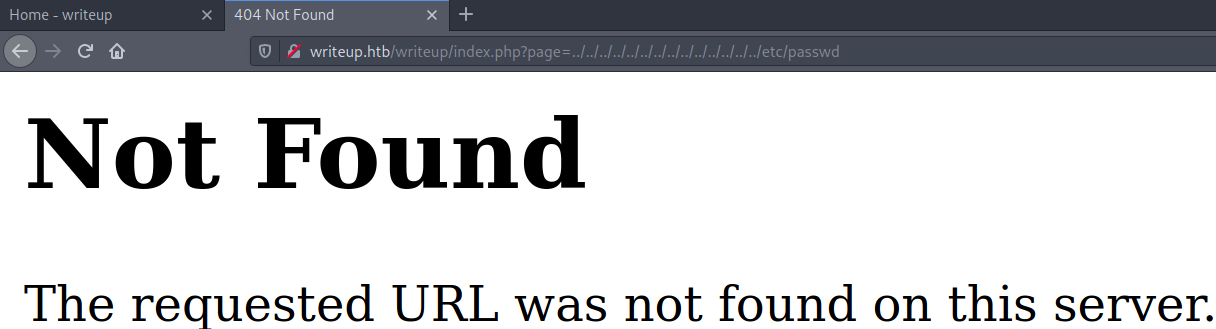 Home - writeup
404 Not Found
writeup.htb/writeup/index.php?page=../../../../../../../../../../../../../../etc/passwd
Not Found
The requested URL was not found on this server.